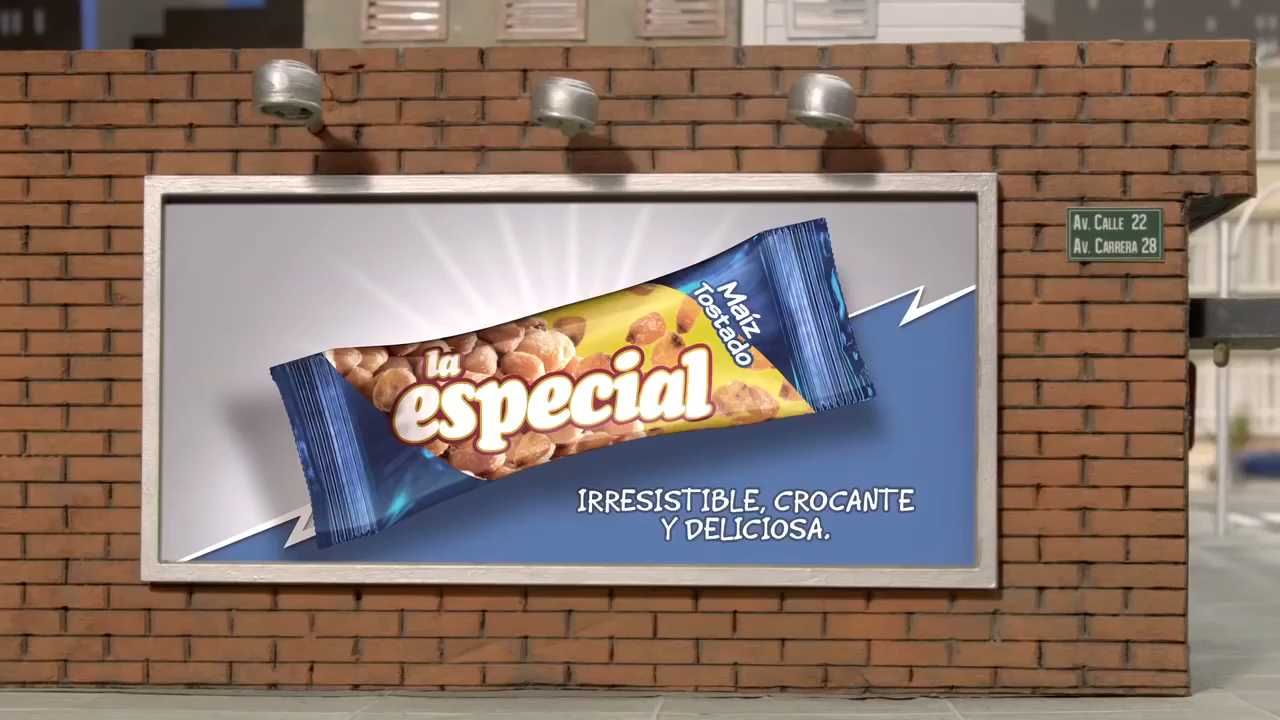 Av. Calle 22
Av. Carrera 28
Maíz
Tostado
la
especial
IRRESISTIBLE, CROCANTE
Y DELICIOSA.